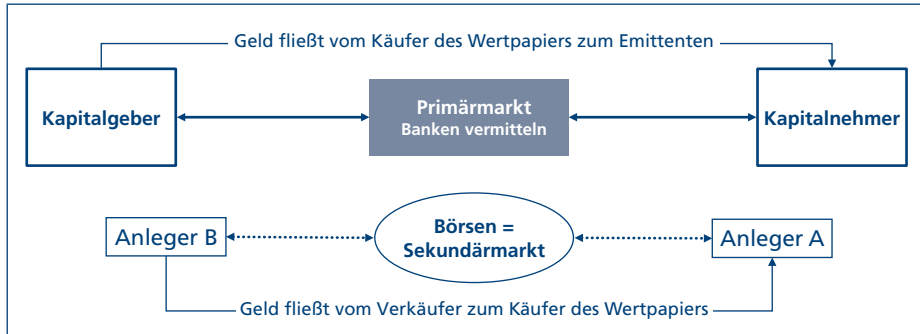 Geld fließt vom Käufer des Wertpapiers zum Emittenten
Kapitalgeber
Primärmarkt
Banken vermitteln
Kapitalnehmer
Anleger B
Börsen =
Sekundärmarkt
Anleger A
Geld fließt vom Verkäufer zum Käufer des Wertpapiers